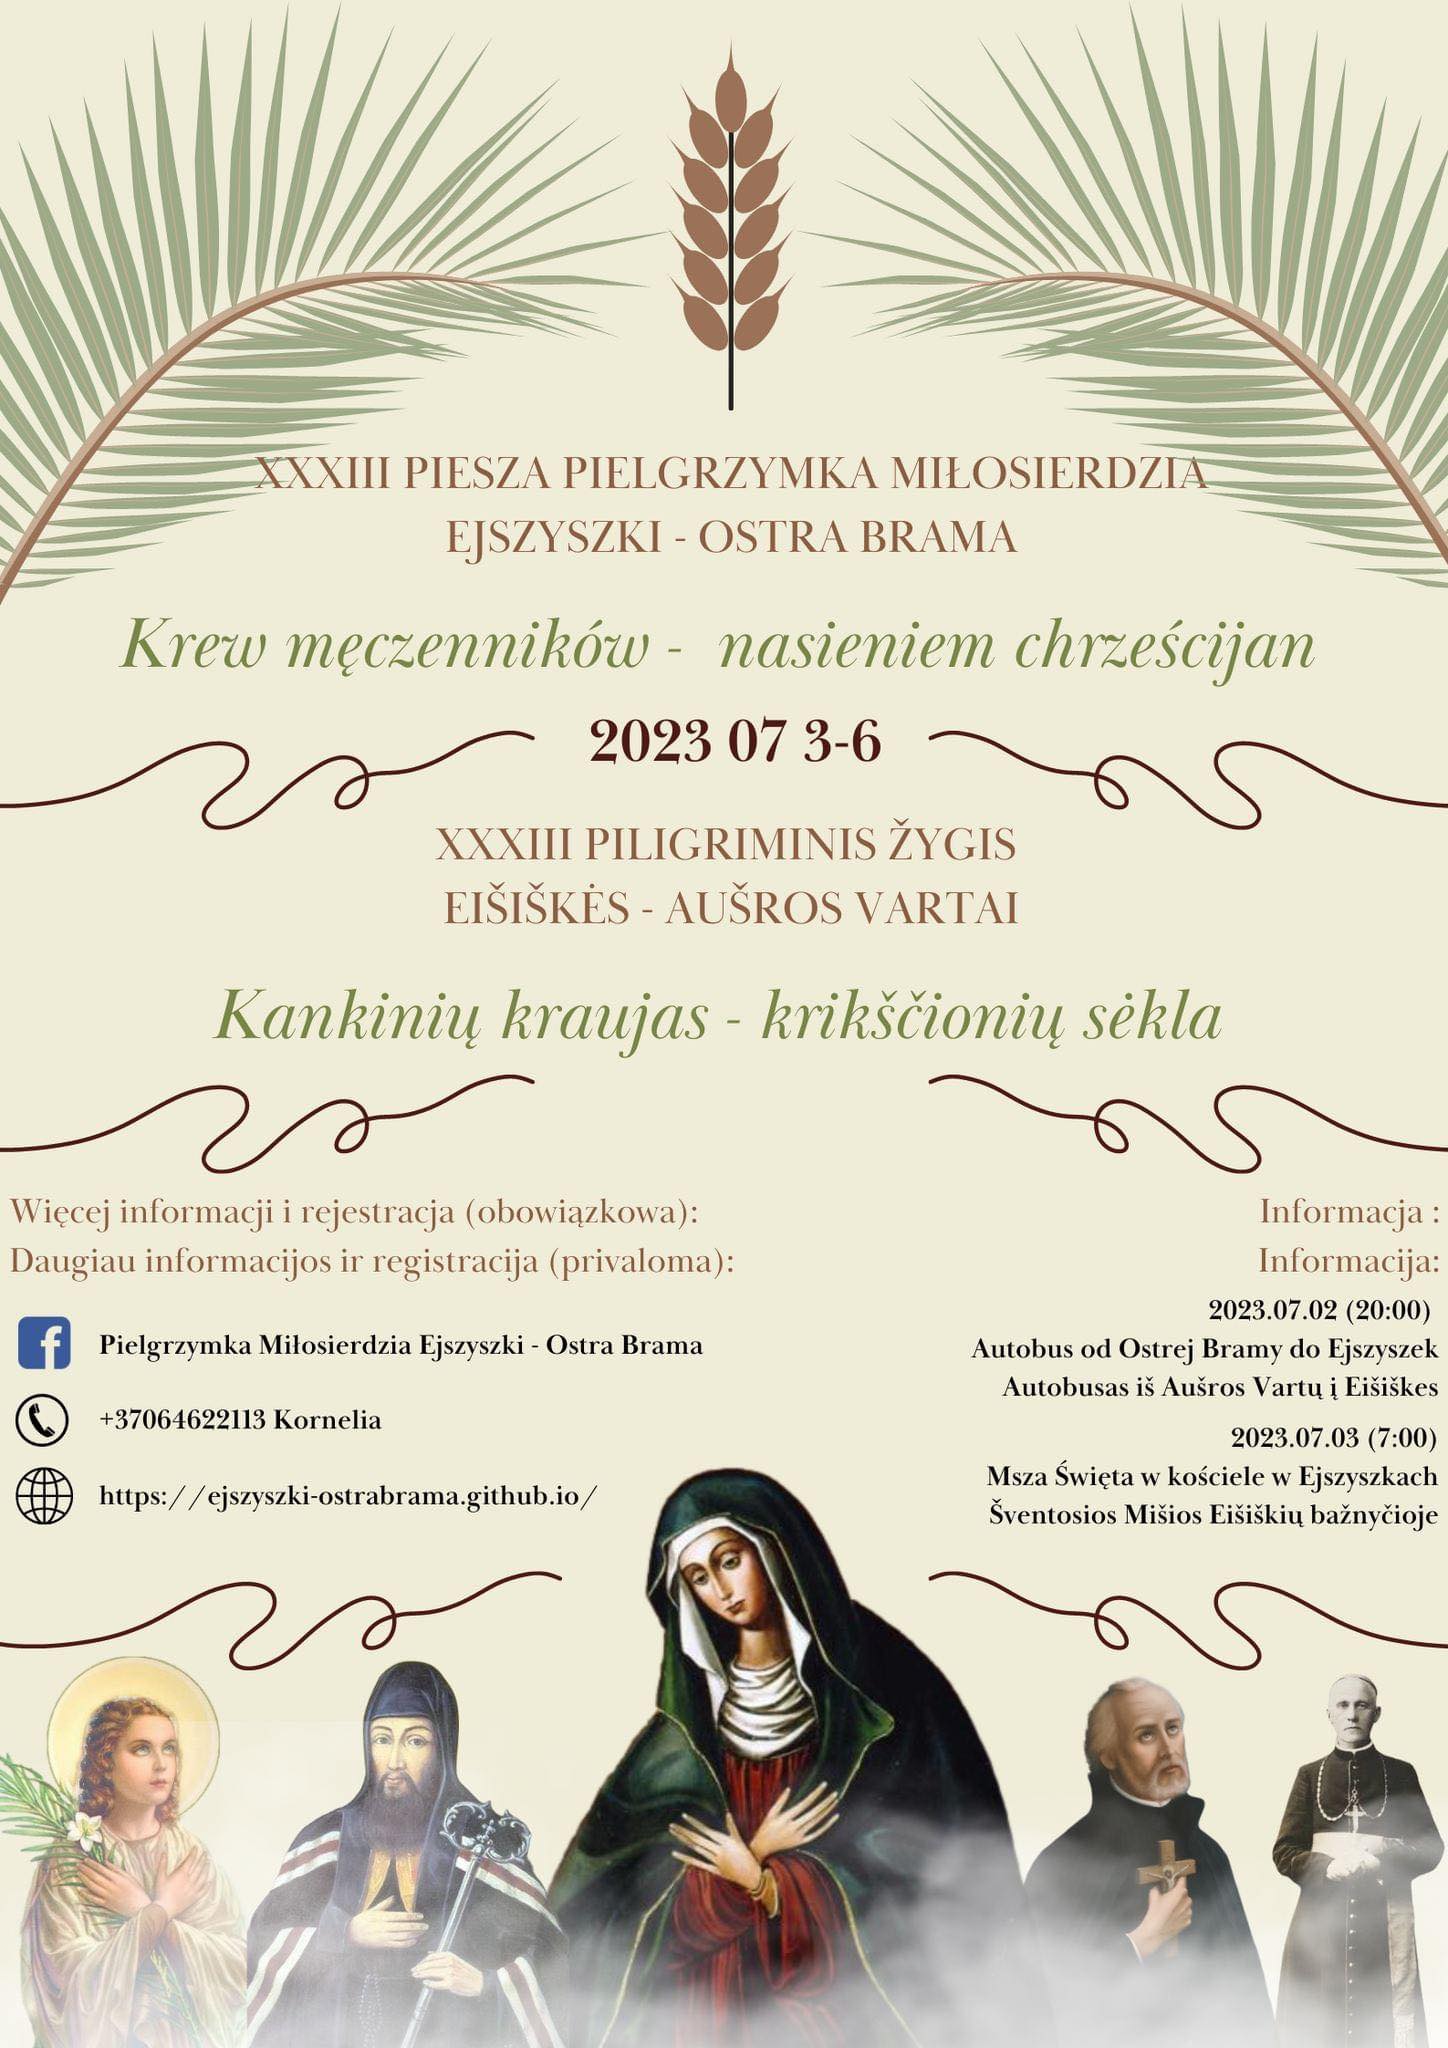 XXXIII PIESZA PIELGRZYMKA MIŁOSIERDZIA
EJSZYSZKI - OSTRA BRAMA
Krew męczenników - nasieniem chrześcijan
2023 07 3-6
XXXIII PILIGRIMINIS ŽYGIS
EIŠIŠKĖS - AUŠROS VARTAI
Kankinių kraujas - krikščionių sėkla
Więcej informacji i rejestracja (obowiązkowa):
Daugiau informacijos ir registracija (privaloma):
Pielgrzymka Miłosierdzia Ejszyszki - Ostra Brama
+37064622113 Kornelia
https://ejszyszki-ostrabrama.github.io/
Informacja :
Informacija:
2023.07.02 (20:00)
Autobus od Ostrej Bramy do Ejszyszek
Autobusas iš Aušros Vartų į Eišiškes
2023.07.03 (7:00)
Msza Święta w kościele w Ejszyszkach
Šventosios Mišios Eišiškių bažnyčioje